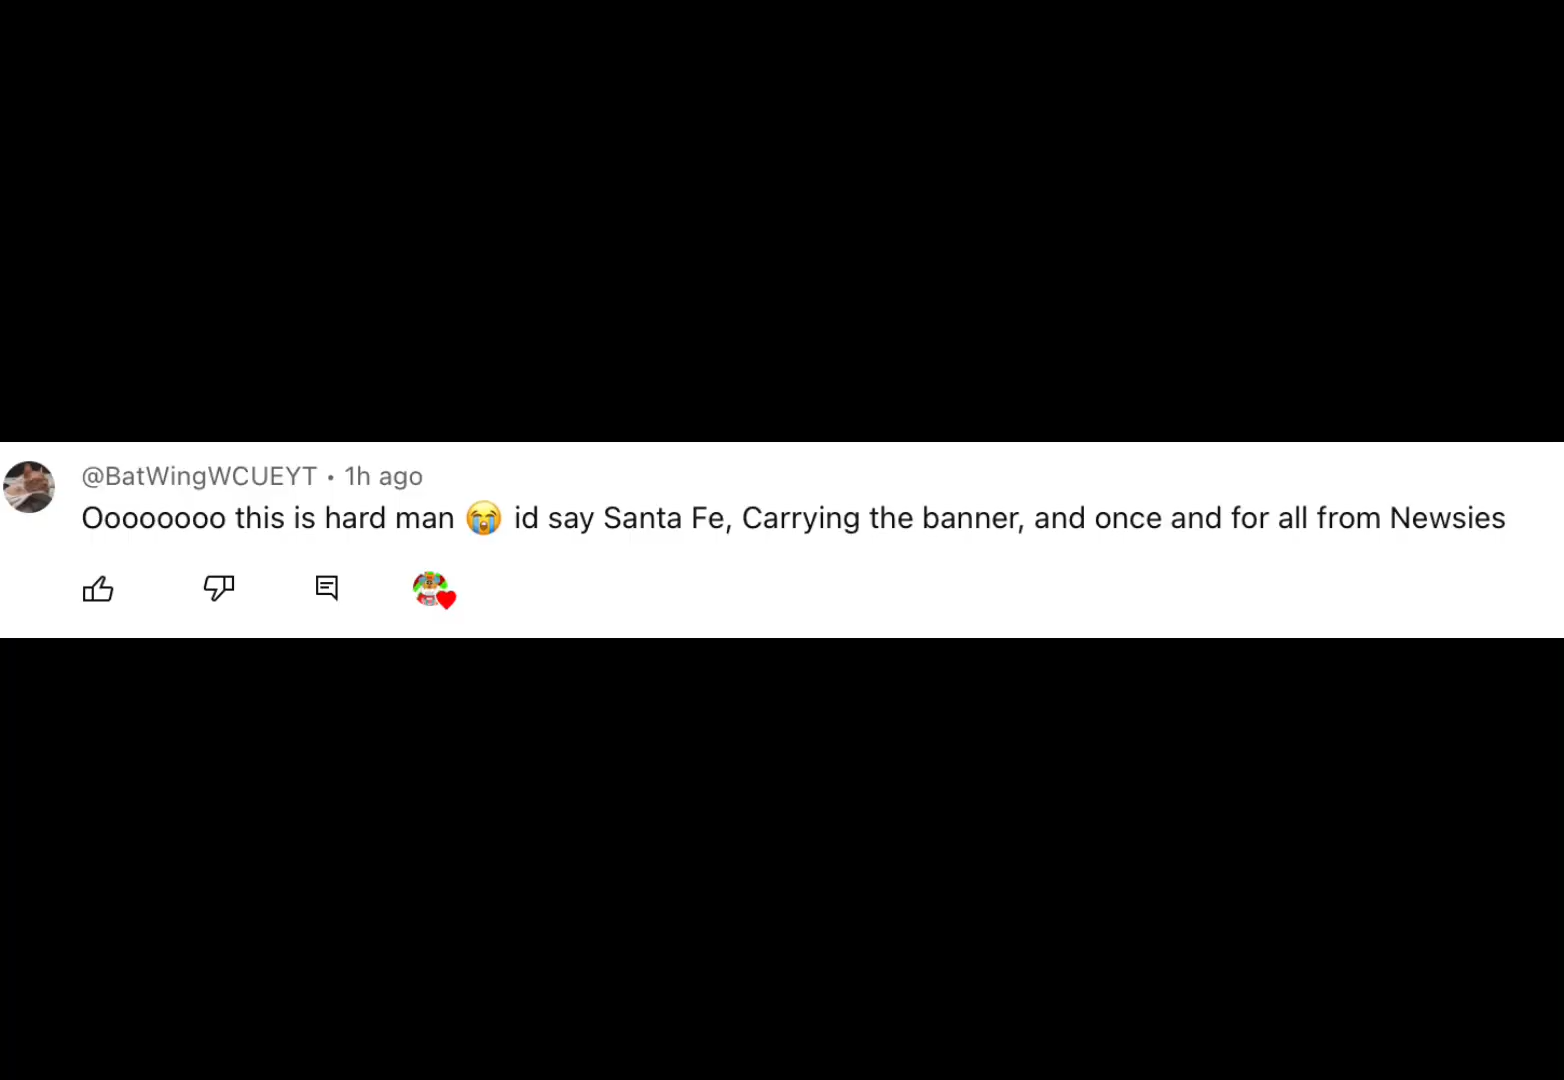 @BatWingWCUEYT • 1h ago
Oooooooo this is hard man 😭 id say Santa Fe, Carrying the banner, and once and for all from Newsies